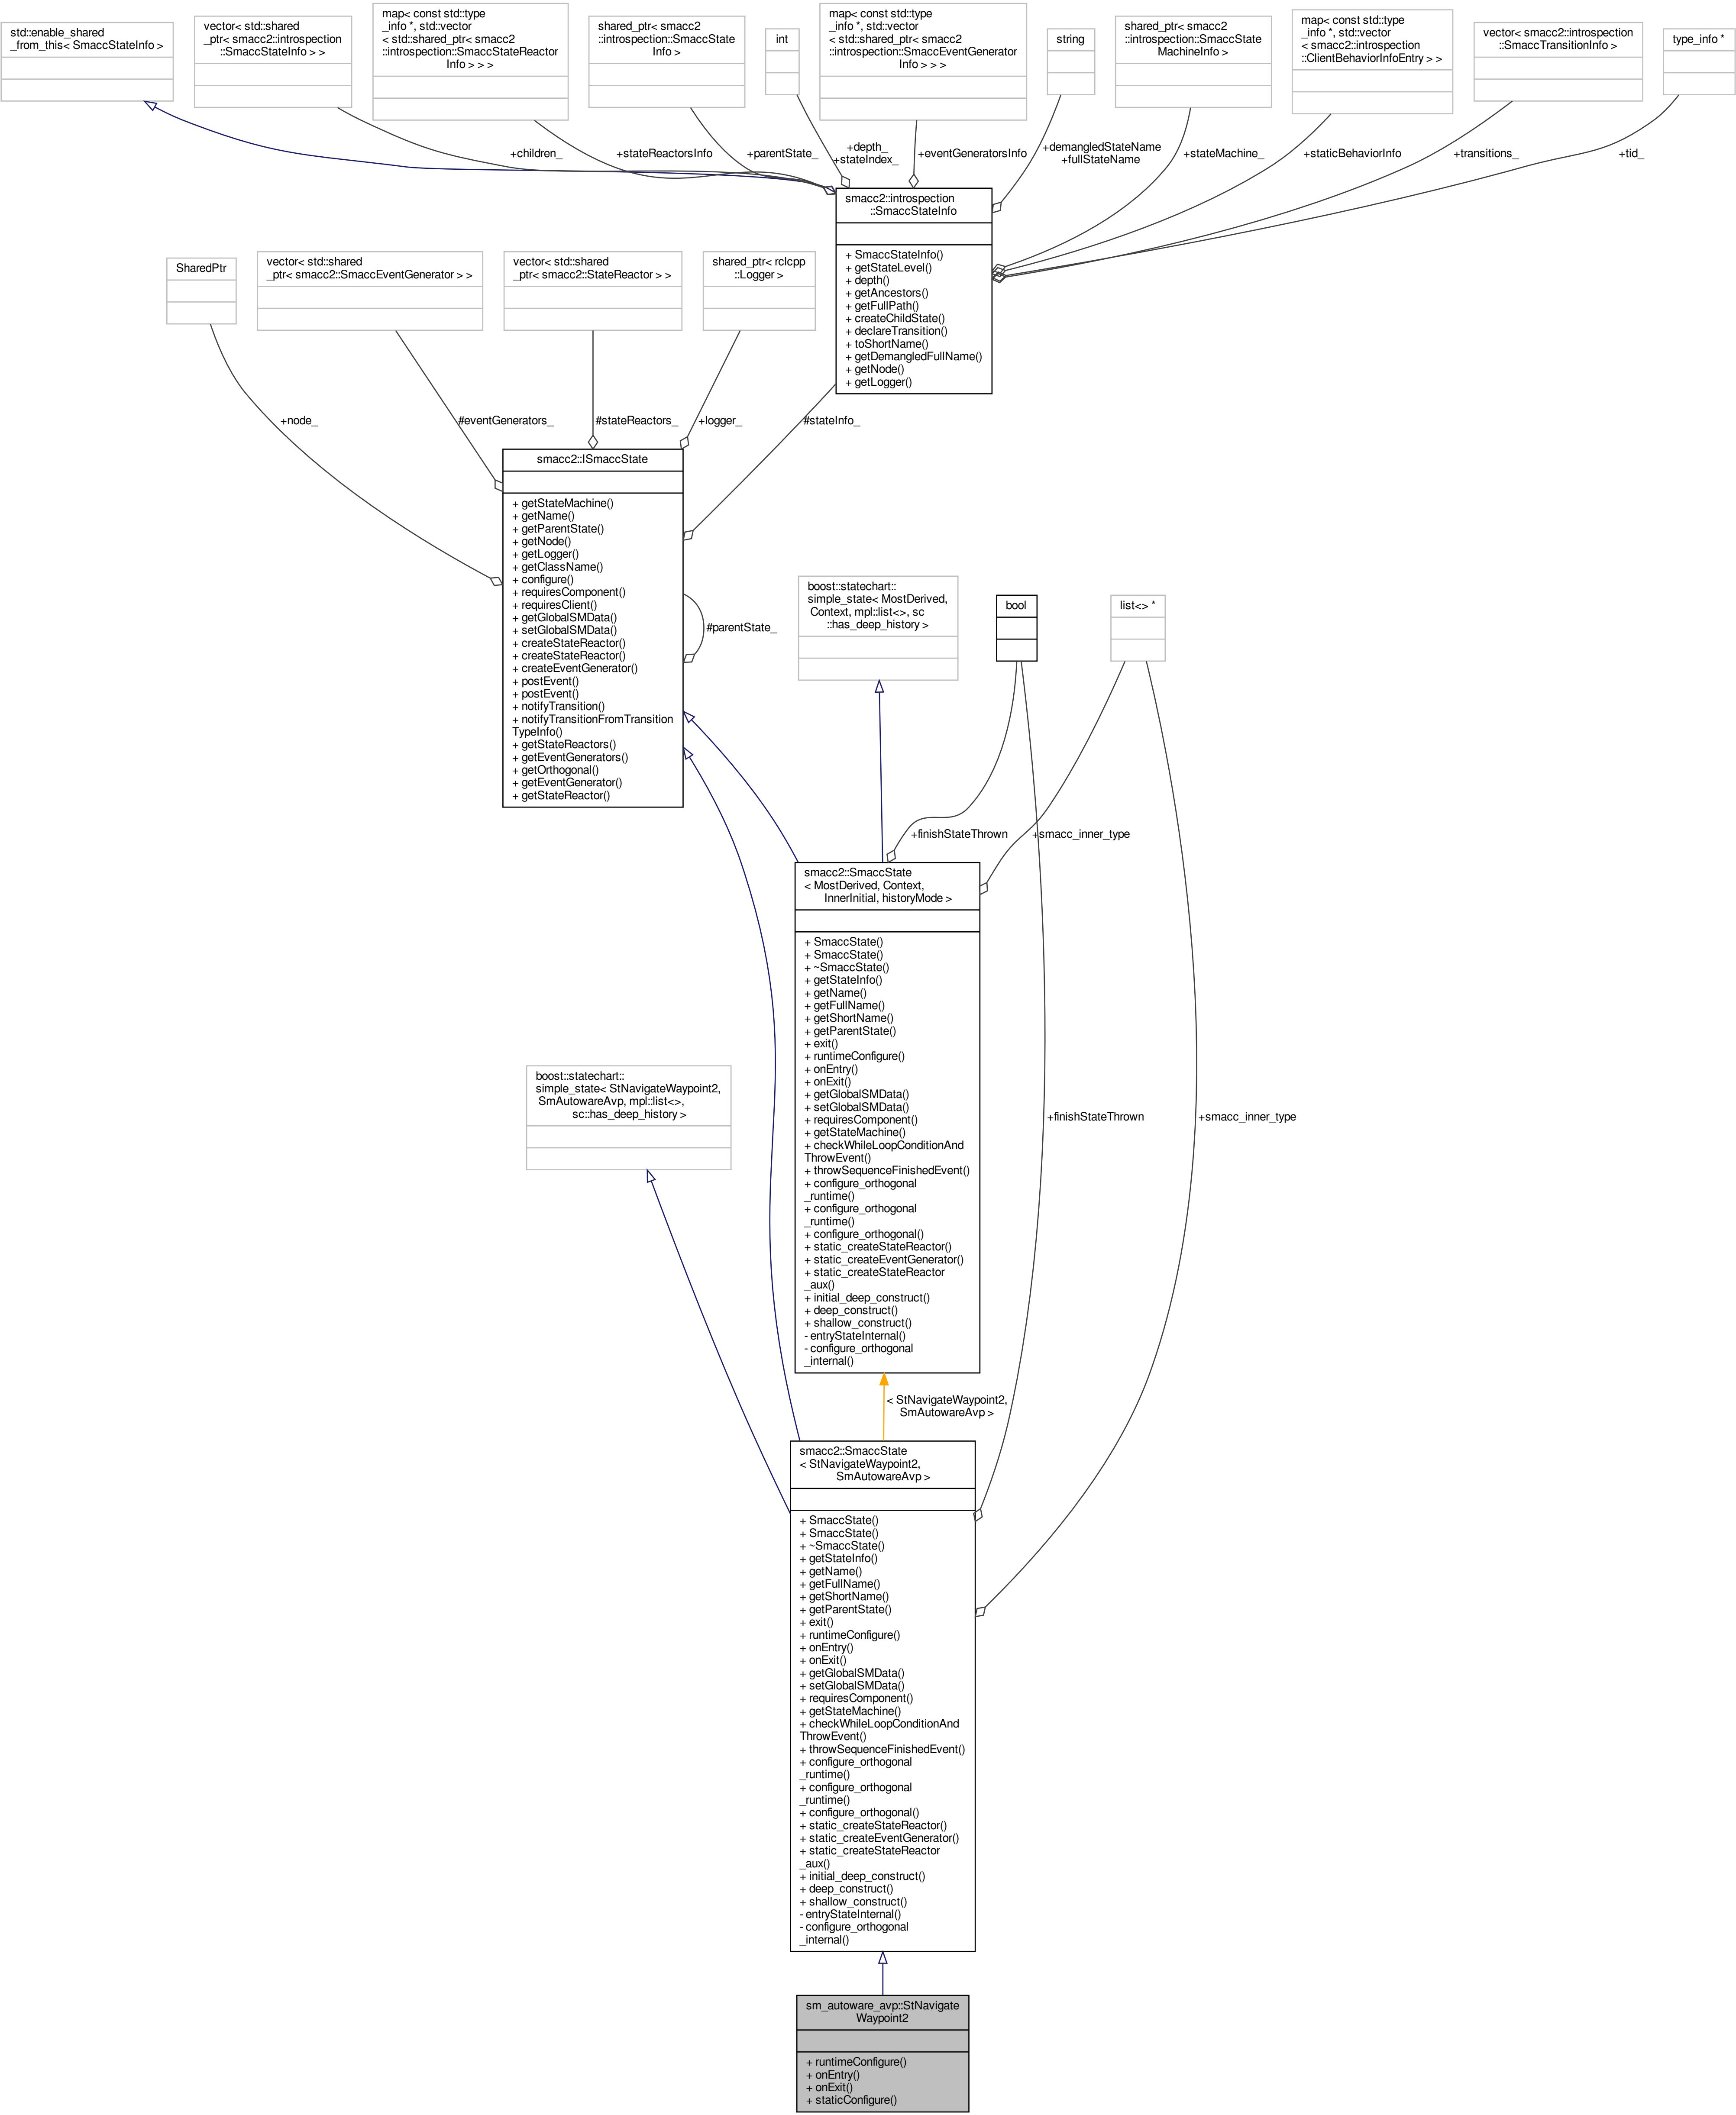 std::enable_shared
_from_this< SmaccStateInfo >
vector< std::shared
_ptr< smacc2::introspection
::SmaccStateInfo > >
map< const std::type
_info *, std::vector
< std::shared_ptr< smacc2
::introspection::SmaccStateReactor
Info > > >
shared_ptr< smacc2
::introspection::SmaccState
Info >
int
map< const std::type
_info *, std::vector
< std::shared_ptr< smacc2
::introspection::SmaccEventGenerator
Info > > >
string
shared_ptr< smacc2
::introspection::SmaccState
MachineInfo >
map< const std::type
_info *, std::vector
< smacc2::introspection
::ClientBehaviorInfoEntry > >
vector< smacc2::introspection
::SmaccTransitionInfo >
type_info *
+children_
+stateReactorsInfo
+parentState_
+depth_
+stateIndex_
+eventGeneratorsInfo
+demangledStateName
+fullStateName
+stateMachine_
+staticBehaviorInfo
+transitions_
+tid_
smacc2::introspection
::SmaccStateInfo
+ SmaccStateInfo()
+ getStateLevel()
+ depth()
+ getAncestors()
+ getFullPath()
+ createChildState()
+ declareTransition()
+ toShortName()
+ getDemangledFullName()
+ getNode()
+ getLogger()
SharedPtr
vector< std::shared
_ptr< smacc2::SmaccEventGenerator > >
vector< std::shared
_ptr< smacc2::StateReactor > >
shared_ptr< rclcpp
::Logger >
+node_
#eventGenerators_
#stateReactors_
+logger_
#stateInfo_
smacc2::ISmaccState
+ getStateMachine()
+ getName()
+ getParentState()
+ getNode()
+ getLogger()
+ getClassName()
+ configure()
+ requiresComponent()
+ requiresClient()
+ getGlobalSMData()
+ setGlobalSMData()
+ createStateReactor()
+ createStateReactor()
+ createEventGenerator()
+ postEvent()
+ postEvent()
+ notifyTransition()
+ notifyTransitionFromTransition
TypeInfo()
+ getStateReactors()
+ getEventGenerators()
+ getOrthogonal()
+ getEventGenerator()
+ getStateReactor()
#parentState_
boost::statechart::
simple_state< MostDerived,
Context, mpl::list<>, sc
::has_deep_history >
bool
list<> *
+finishStateThrown
+smacc_inner_type
smacc2::SmaccState
< MostDerived, Context,
InnerInitial, historyMode >
+ SmaccState()
+ SmaccState()
+ ~SmaccState()
+ getStateInfo()
+ getName()
+ getFullName()
+ getShortName()
+ getParentState()
+ exit()
+ runtimeConfigure()
+ onEntry()
+ onExit()
+ getGlobalSMData()
+ setGlobalSMData()
+ requiresComponent()
+ getStateMachine()
+ checkWhileLoopConditionAnd
ThrowEvent()
+ throwSequenceFinishedEvent()
+ configure_orthogonal
_runtime()
+ configure_orthogonal
_runtime()
+ configure_orthogonal()
+ static_createStateReactor()
+ static_createEventGenerator()
+ static_createStateReactor
_aux()
+ initial_deep_construct()
+ deep_construct()
+ shallow_construct()
- entryStateInternal()
- configure_orthogonal
_internal()
boost::statechart::
simple_state< StNavigateWaypoint2,
SmAutowareAvp, mpl::list<>,
sc::has_deep_history >
+finishStateThrown
+smacc_inner_type
< StNavigateWaypoint2,
SmAutowareAvp >
smacc2::SmaccState
< StNavigateWaypoint2,
SmAutowareAvp >
+ SmaccState()
+ SmaccState()
+ ~SmaccState()
+ getStateInfo()
+ getName()
+ getFullName()
+ getShortName()
+ getParentState()
+ exit()
+ runtimeConfigure()
+ onEntry()
+ onExit()
+ getGlobalSMData()
+ setGlobalSMData()
+ requiresComponent()
+ getStateMachine()
+ checkWhileLoopConditionAnd
ThrowEvent()
+ throwSequenceFinishedEvent()
+ configure_orthogonal
_runtime()
+ configure_orthogonal
_runtime()
+ configure_orthogonal()
+ static_createStateReactor()
+ static_createEventGenerator()
+ static_createStateReactor
_aux()
+ initial_deep_construct()
+ deep_construct()
+ shallow_construct()
- entryStateInternal()
- configure_orthogonal
_internal()
sm_autoware_avp::StNavigate
Waypoint2
+ runtimeConfigure()
+ onEntry()
+ onExit()
+ staticConfigure()